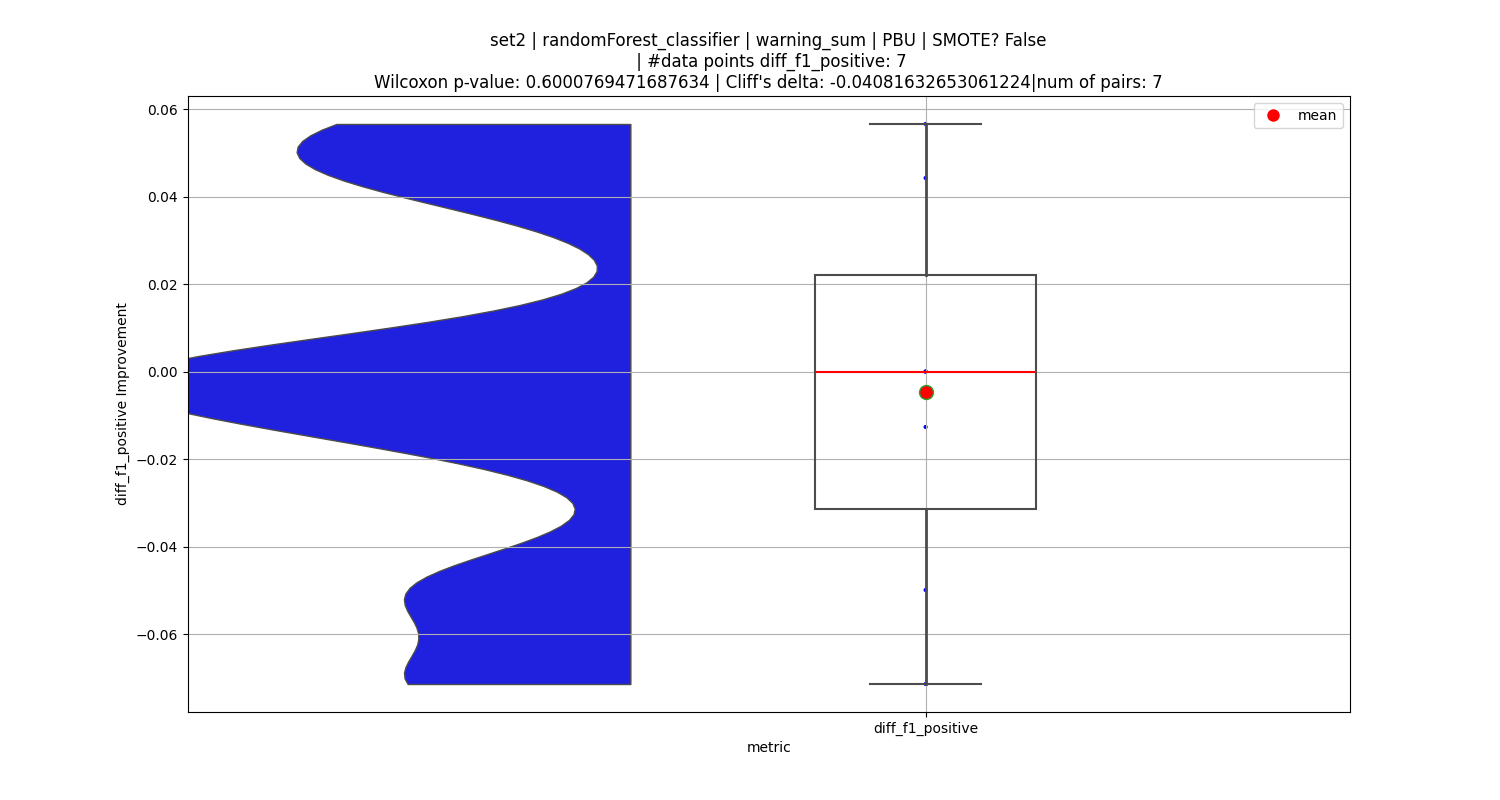 set2 | randomForest_classifier | warning_sum | PBU | SMOTE? False
| #data points diff_f1_positive: 7
Wilcoxon p-value: 0.6000769471687634 | Cliff's delta: -0.04081632653061224|num of pairs: 7
mean
0.06
0.04
0.02
0.00
−0.02
−0.04
−0.06
diff_f1_positive Improvement
diff_f1_positive
metric